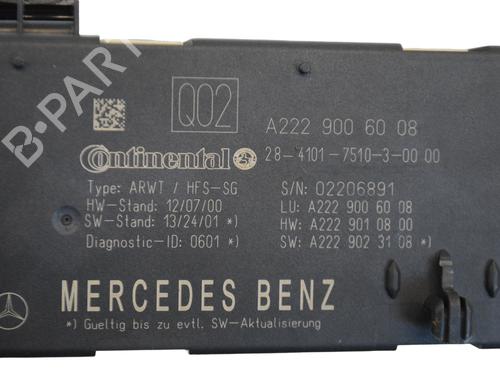 Q02
A222 900 60 08
Continental
28-4101-7510-3-00 00
Type: ARWT / HFS-SG
S/N: 02206891
HW-Stand: 12/07/00
LU: A222 900 60 08
SW-Stand: 13/24/01 *)
HW: A222 901 08 00
Diagnostic-ID: 0601 *)
SW: A222 902 31 08 *)
MERCEDES BENZ
*) Gueltig bis zu evtl. SW-Aktualisierung
B-PARTS